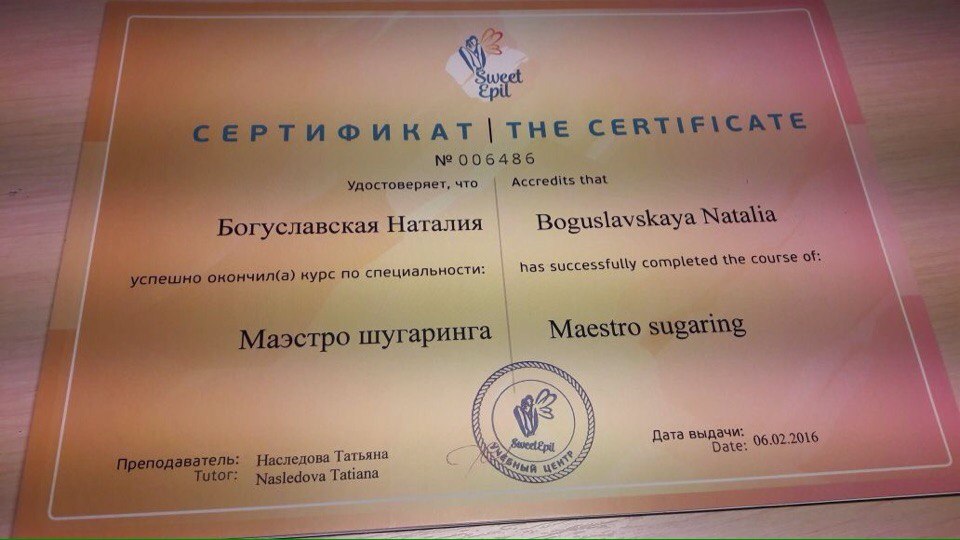 Sweet
Epil
СЕРТИФИКАТ | THE CERTIFICATE
№ 006486
Удостоверяет, что
Accredits that
Богуславская Наталия
Boguslavskaya Natalia
успешно окончил(а) курс по специальности:
has successfully completed the course of:
Маэстро шугаринга
Maestro sugaring
SweetEpil
УЧЕБНЫЙ ЦЕНТР
Преподаватель: Наследова Татьяна
Tutor: Nasledova Tatiana
Дата выдачи:
Date: 06.02.2016